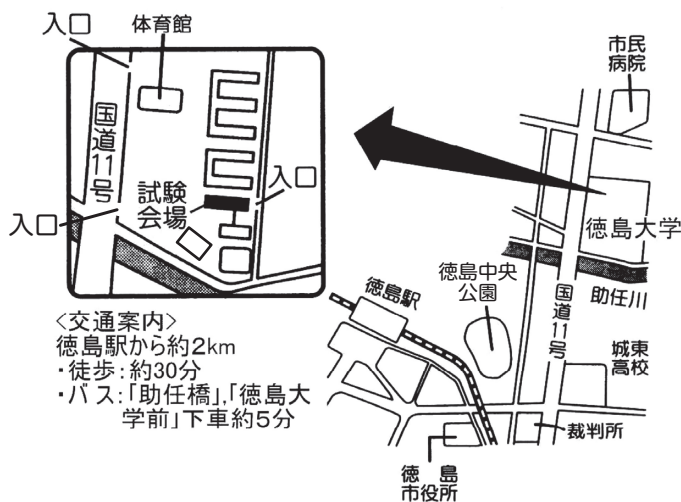 入口
体育館
国道11号
試験
会場
入口
入口
<交通案内>
徳島駅から約2km
・徒歩:約30分
・バス:「助任橋」,「徳島大
学前」下車約5分
市民
病院
徳島大学
助任川
徳島中央
公園
徳島駅
国道11号
城東
高校
裁判所
徳島
市役所